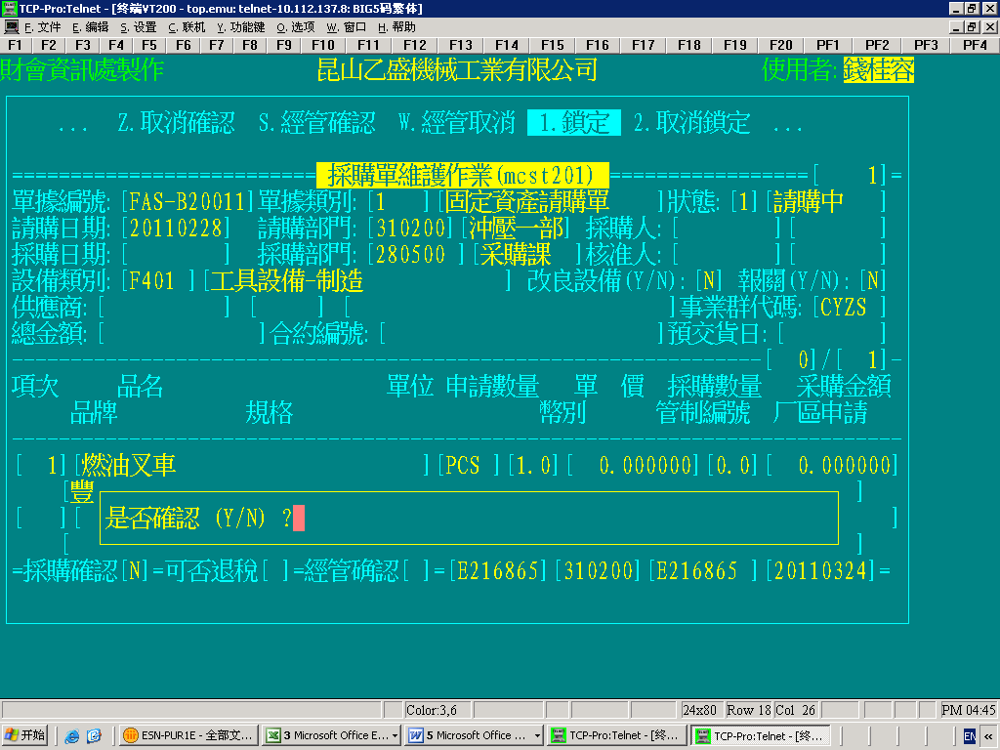 TCP-Pro:Telnet - [终端VT200 - top.emu: telnet-10.112.137.8: BIG5码繁体]
F. 文件 E. 编辑 S. 设置 C. 联机 Y. 功能键 O. 选项 W. 窗口 H. 帮助
F1 F2 F3 F4 F5 F6 F7 F8 F9 F10 F11 F12 F13 F14 F15 F16 F17 F18 F19 F20 PF1 PF2 PF3 PF4
財會資訊處製作 昆山乙盛機械工業有限公司 使用者: 錢桂容
... Z.取消確認 S.經管確認 W.經管取消 1.鎖定 2.取消鎖定 ...
===========================採購單維護作業(mcst201)=================[ 1]=
單據編號: [FAS-B20011]單據類別: [1 ][固定資產請購單 ]狀態: [1][請購中 ]
請購日期: [20110228] 請購部門: [310200][沖壓一部] 採購人: [ ][ ]
採購日期: [ ] 採購部門: [280500 ][采購課 ]核准人: [ ][ ]
設備類別: [F401 ][工具設備-制造 ] 改良設備(Y/N): [N] 報關(Y/N): [N]
供應商: [ ] [ ] [ ]事業群代碼: [CYZS ]
總金額: [ ]合約編號: [ ]預交貨日: [ ]
----------------------------------------------------------------[ 0]/[ 1]-
項次 品名 單位 申請數量 單 價 採購數量 采購金額
品牌 規格 幣別 管制編號 厂區申請
----------------------------------------------------------------------------
[ 1][燃油叉車 ][PCS ][1.0][ 0.000000][0.0][ 0.000000]
[豐 ]
[ ][ 是否確認 (Y/N) ? ]
[ ]
=採購確認[N]=可否退稅[ ]=經管确認[ ]=[E216865][310200][E216865 ][20110324]=
Color:3,6 24x80 Row 18 Col 26 PM 04:45
开始 ESN-PUR1E - 全部文... 3 Microsoft Office E... 5 Microsoft Office ... TCP-Pro:Telnet - [终... TCP-Pro:Telnet - [终... EN «